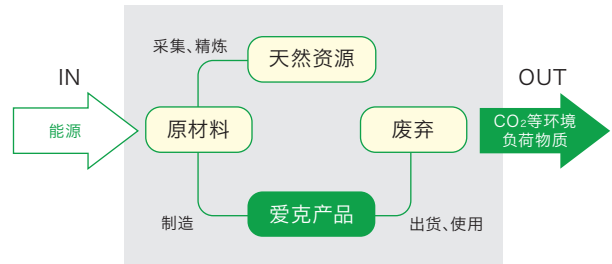 采集、精炼
天然资源
IN
OUT
能源
原材料
废弃
CO₂等环境
负荷物质
制造
爱克产品
出货、使用